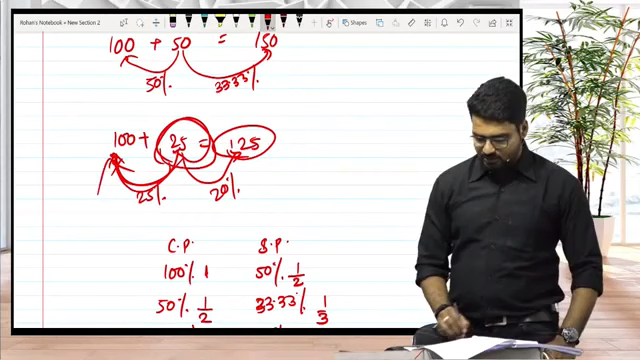 Rohan's Notebook » New Section 2
100 + 50 = 150
50%. 33.33%.
100 + 25 = 125
25%. 20%.
C.P. S.P.
100% 1 50% 1/2
50% 1/2 33.33% 1/3